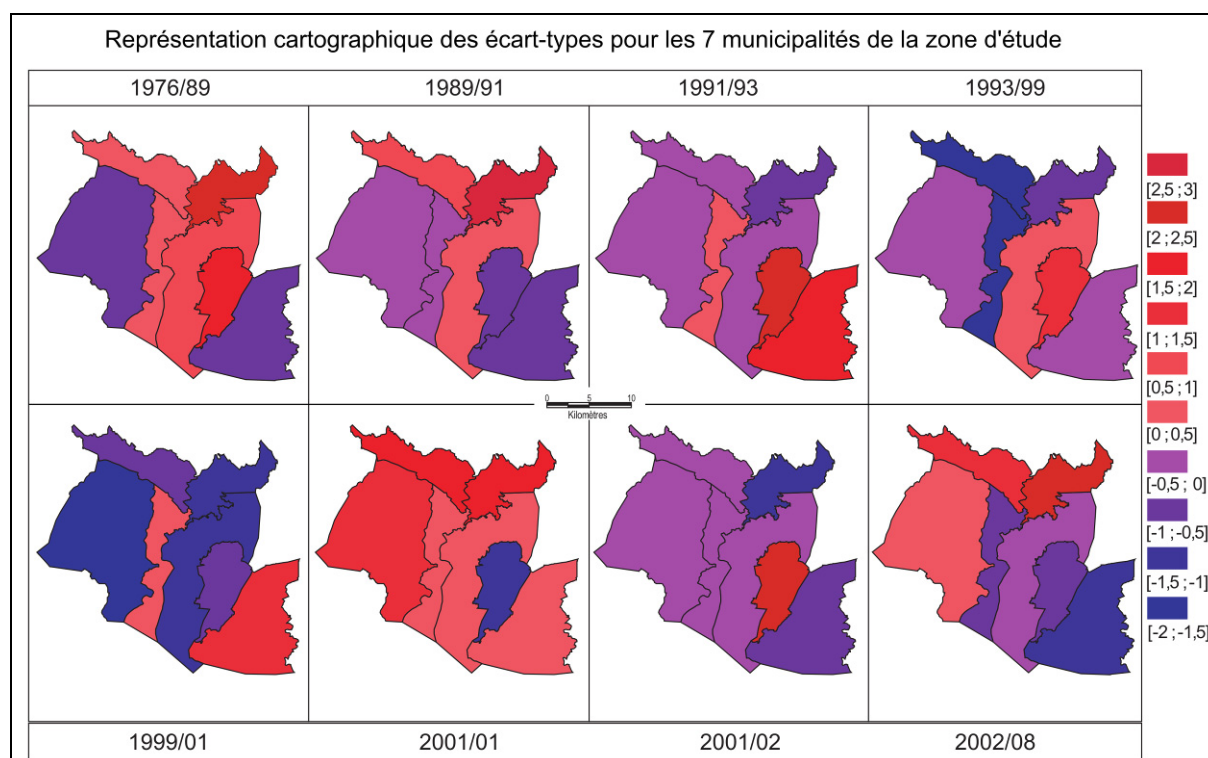 Représentation cartographique des écart-types pour les 7 municipalités de la zone d'étude
1976/89
1989/91
1991/93
1993/99
[2,5 ; 3]
[2 ; 2,5]
[1,5 ; 2]
[1 ; 1,5]
[0,5 ; 1]
[0 ; 0,5]
[-0,5 ; 0]
[-1 ; -0,5]
[-1,5 ; -1]
[-2 ; -1,5]
0 5 10
Kilomètres
1999/01
2001/01
2001/02
2002/08